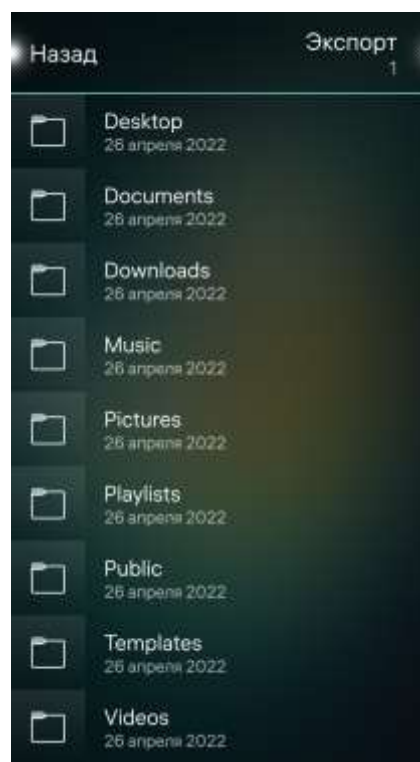 Назад
Экспорт
1
Desktop
26 апреля 2022
Documents
26 апреля 2022
Downloads
26 апреля 2022
Music
26 апреля 2022
Pictures
26 апреля 2022
Playlists
26 апреля 2022
Public
26 апреля 2022
Templates
26 апреля 2022
Videos
26 апреля 2022